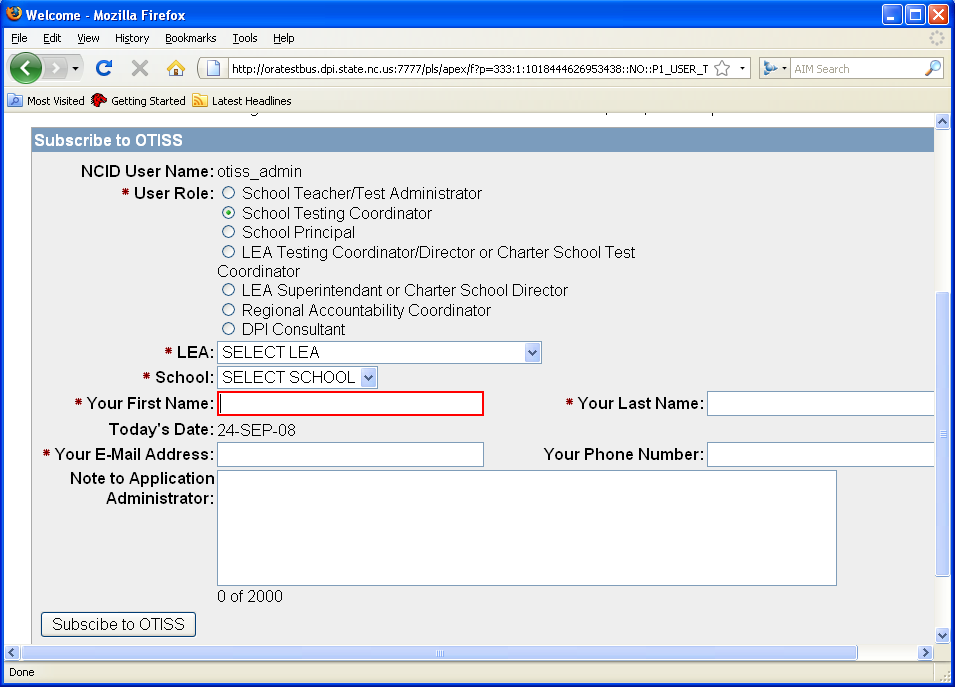 Welcome - Mozilla Firefox
File Edit View History Bookmarks Tools Help
http://oratestbus.dpi.state.nc.us:7777/pls/apex/f?p=333:1:1018444626953438::NO::P1_USER_T AIM Search
Most Visited Getting Started Latest Headlines
Subscribe to OTISS
NCID User Name: otiss_admin
* User Role: School Teacher/Test Administrator
School Testing Coordinator
School Principal
LEA Testing Coordinator/Director or Charter School Test
Coordinator
LEA Superintendant or Charter School Director
Regional Accountability Coordinator
DPI Consultant
* LEA: SELECT LEA
* School: SELECT SCHOOL
* Your First Name: * Your Last Name:
Today's Date: 24-SEP-08
* Your E-Mail Address: Your Phone Number:
Note to Application
Administrator:
0 of 2000
Subscibe to OTISS
Done